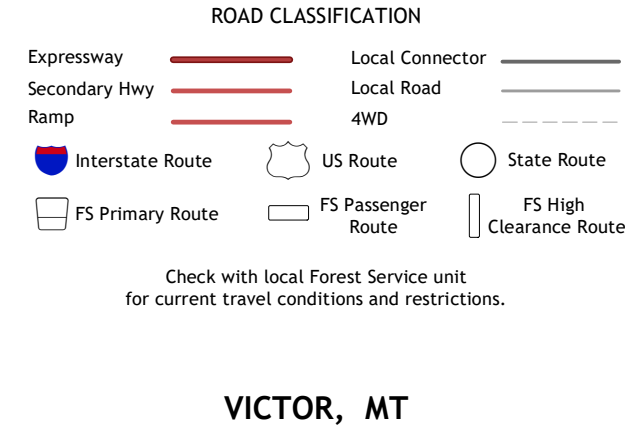 ROAD CLASSIFICATION
Expressway
Local Connector
Secondary Hwy
Local Road
Ramp
4WD
Interstate Route
US Route
State Route
FS Primary Route
FS Passenger
Route
FS High
Clearance Route
Check with local Forest Service unit
for current travel conditions and restrictions.
VICTOR, MT